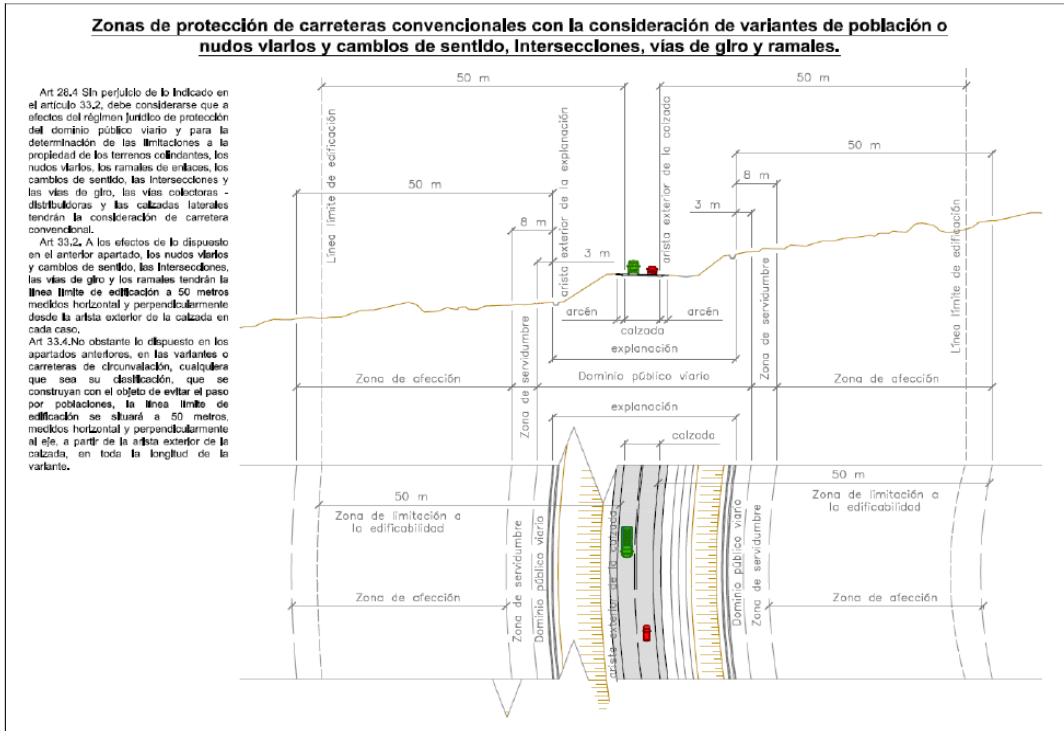 Zonas de protección de carreteras convencionales con la consideración de variantes de población o
nudos viarios y cambios de sentido, intersecciones, vías de giro y ramales.
Art 28.4 Sin perjuicio de lo indicado en
el artículo 33.2, debe considerarse que a
efectos del régimen jurídico de protección
del dominio público viario y para la
determinación de las limitaciones a la
propiedad de los terrenos colindantes, los
nudos viarios, los ramales de enlaces, los
cambios de sentido, las intersecciones y
las vías de giro, las vías colectoras -
distribuidoras y las calzadas laterales
tendrán la consideración de carretera
convencional.
Art 33.2. A los efectos de lo dispuesto
en el anterior apartado, los nudos viarios
y cambios de sentido, las intersecciones,
las vías de giro y los ramales tendrán la
línea límite de edificación a 50 metros
medidos horizontal y perpendicularmente
desde la arista exterior de la calzada en
cada caso.
Art 33.4.No obstante lo dispuesto en los
apartados anteriores, en las variantes o
carreteras de circunvalación, cualquiera
que sea su clasificación, que se
construyan con el objeto de evitar el paso
por poblaciones, la línea límite de
edificación se situará a 50 metros,
medidos horizontal y perpendicularmente
al eje, a partir de la arista exterior de la
calzada, en toda la longitud de la
variante.
50 m
50 m
Línea límite de edificación
arista exterior de la explanación
arista exterior de la calzada
50 m
50 m
8 m
8 m
3 m
3 m
Línea límite de edificación
arcén
arcén
calzada
explanación
Zona de servidumbre
Zona de servidumbre
Zona de afección
Dominio público viario
Zona de afección
explanación
calzada
50 m
50 m
Zona de limitación a
la edificabilidad
Zona de limitación a
la edificabilidad
Zona de servidumbre
Dominio público viario
arista exterior de la calzada
Dominio público viario
Zona de servidumbre
Zona de afección
Zona de afección